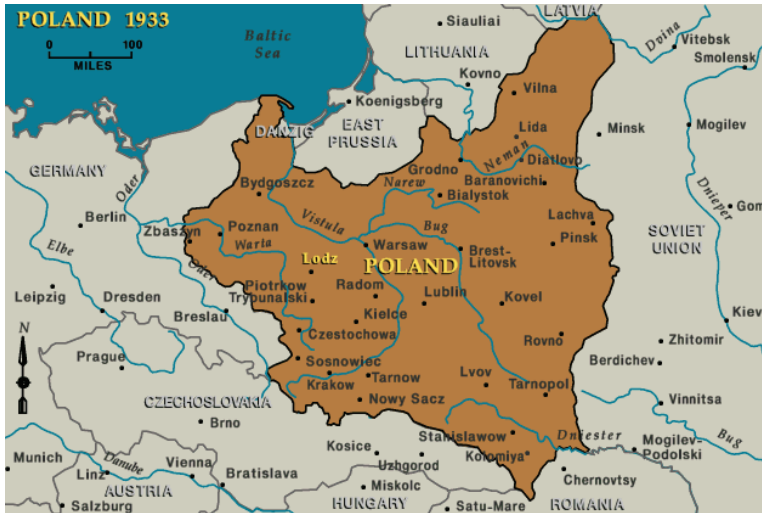 POLAND 1933
0 100
MILES
Baltic
Sea
LATVIA
Siauliai
LITHUANIA
Kovno
Dvina
Vitebsk
Smolensk
Koenigsberg
DANZIG
EAST
PRUSSIA
Vilna
Lida
Minsk
Mogilev
GERMANY
Oder
Bydgoszcz
Grodno
Neman
Diatlovo
Narew
Baranovichi
Bialystok
Dnieper
Gom
Berlin
Elbe
Zbaszyn
Poznan
Warta
Vistula
Bug
Lachva
Pinsk
SOVIET
UNION
Oder
Lodz
Warsaw
POLAND
Brest-
Litovsk
Leipzig
Dresden
Breslau
Piotrkow
Trybunalski
Radom
Lublin
Kovel
Kielce
Czestochowa
Kiev
N
Prague
Rovno
Zhitomir
Berdichev
Sosnowiec
Krakow
Tarnow
Lvov
Tarnopol
Nowy Sacz
CZECHOSLOVAKIA
Brno
Vinnitsa
Bug
Stanislawow
Dniester
Kolomiya
Mogilev-
Podolski
Munich
Linz
Danube
Vienna
AUSTRIA
Salzburg
Bratislava
Kosice
Uzhgorod
Miskolc
HUNGARY
Satu-Mare
Chernovtsy
ROMANIA